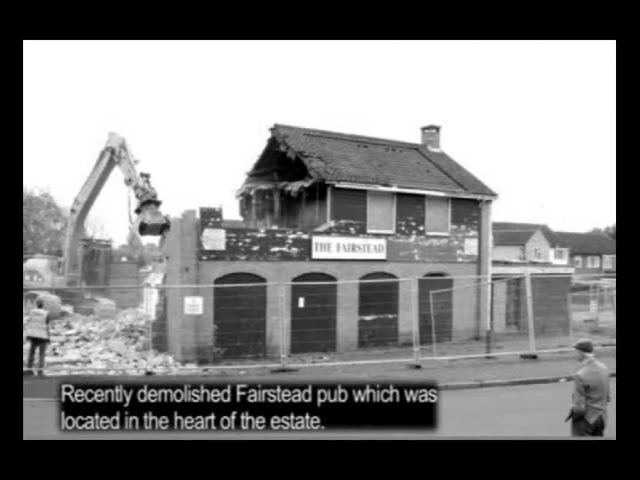 THE FAIRSTEAD
Recently demolished Fairstead pub which was
located in the heart of the estate.